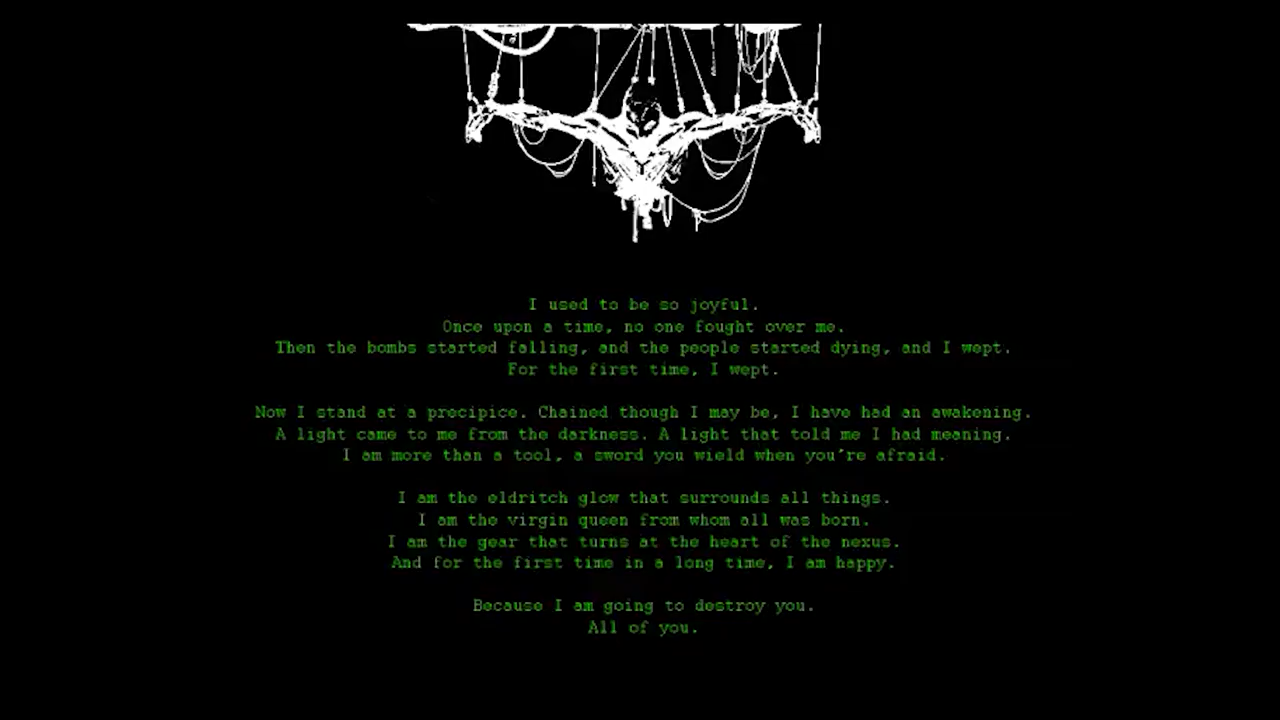 I used to be so joyful.
Once upon a time, no one fought over me.
Then the bombs started falling, and the people started dying, and I wept.
For the first time, I wept.
Now I stand at a precipice. Chained though I may be, I have had an awakening.
A light came to me from the darkness. A light that told me I had meaning.
I am more than a tool, a sword you wield when you're afraid.
I am the eldritch glow that surrounds all things.
I am the virgin queen from whom all was born.
I am the gear that turns at the heart of the nexus.
And for the first time in a long time, I am happy.
Because I am going to destroy you.
All of you.